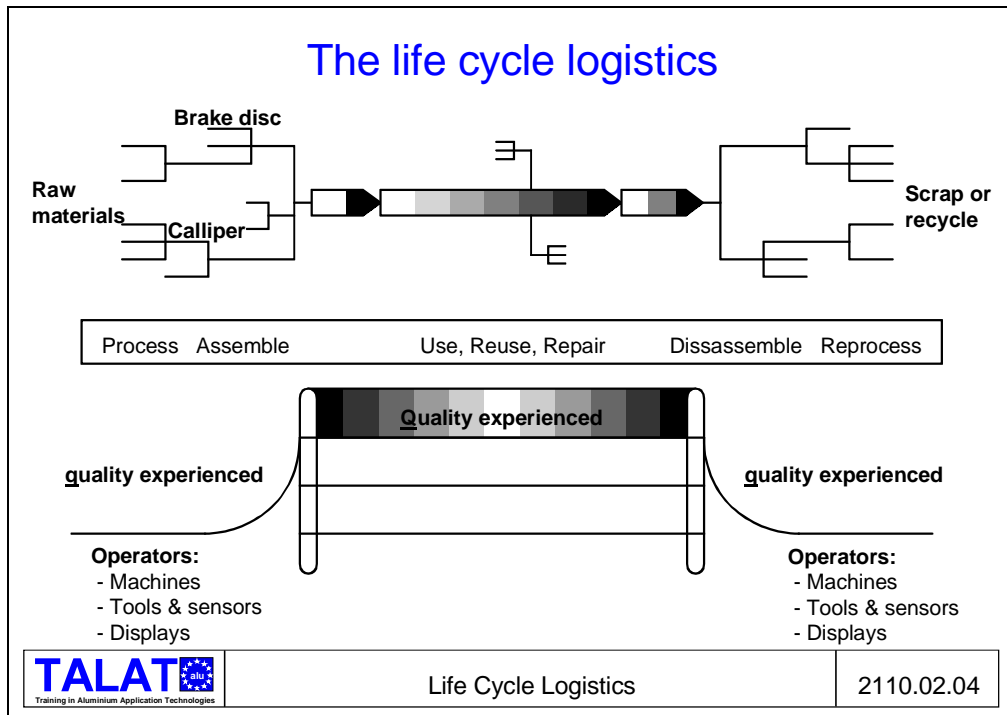 The life cycle logistics
Brake disc
Raw
materials
Calliper
Scrap or
recycle
Process Assemble Use, Reuse, Repair Dissassemble Reprocess
Quality experienced
quality experienced
quality experienced
Operators:
- Machines
- Tools & sensors
- Displays
Operators:
- Machines
- Tools & sensors
- Displays
TALAT
alu
Training in Aluminium Application Technologies
Life Cycle Logistics
2110.02.04